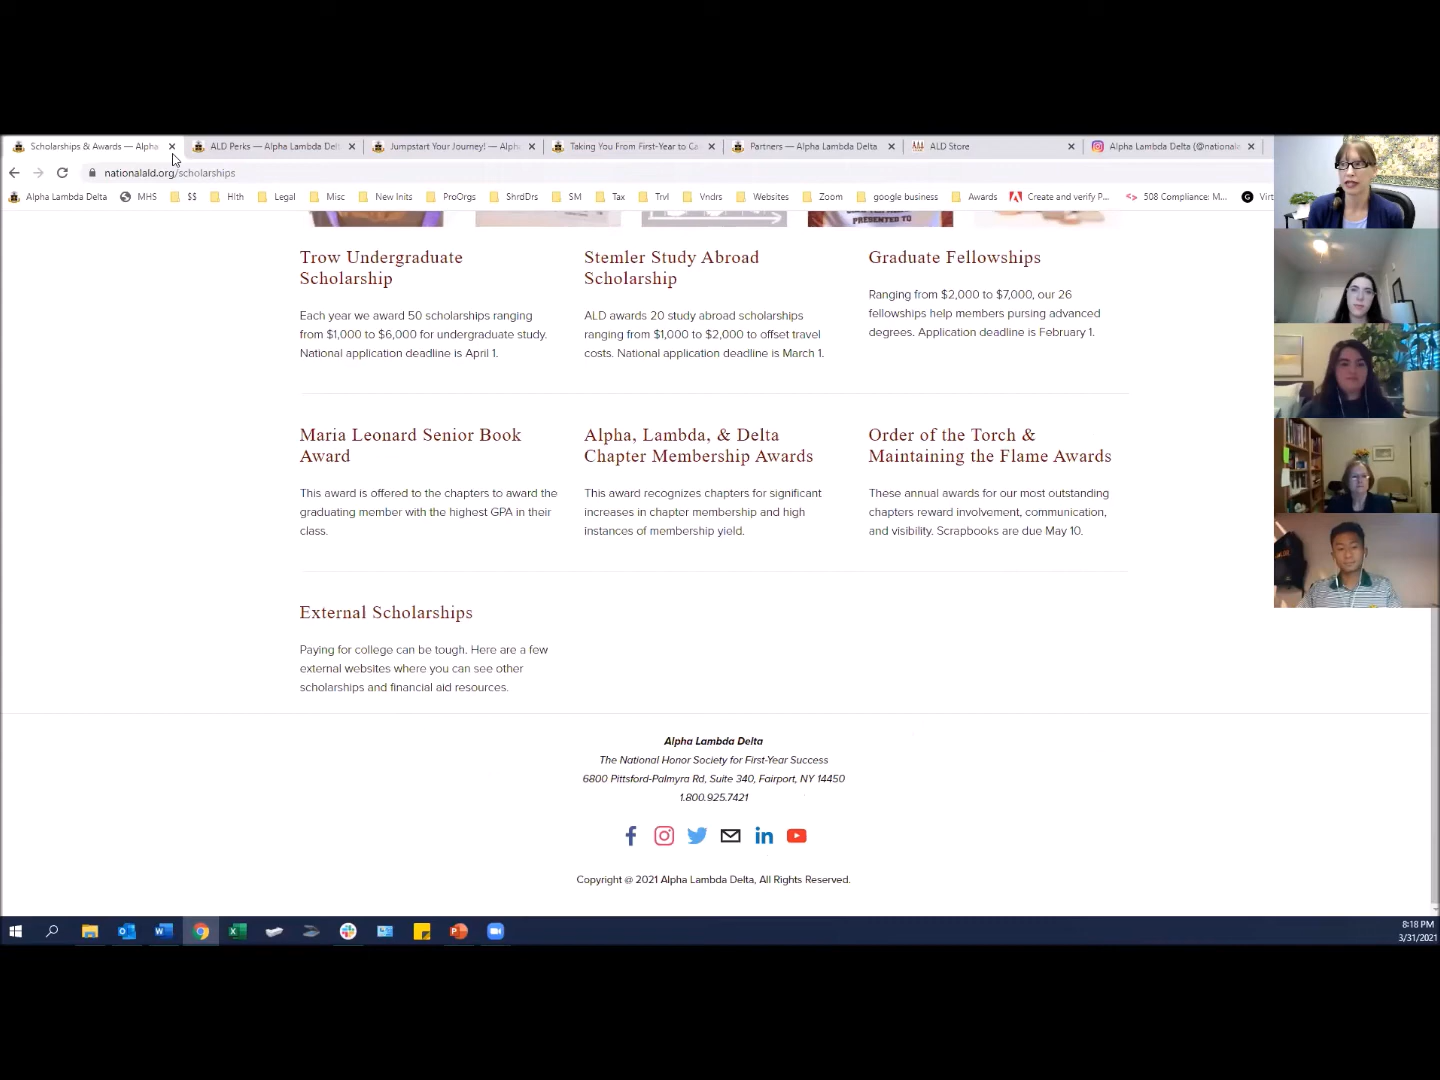 Scholarships & Awards — Alpha
ALD Perks — Alpha Lambda Del
Jumpstart Your Journey! — Alph
Taking You From First-Year to Ca
Partners — Alpha Lambda Delta
ALD Store
Alpha Lambda Delta (@national
nationalald.org/scholarships
Alpha Lambda Delta
MHS
$$
Hlth
Legal
Misc
New Inits
ProOrgs
ShrdDrs
SM
Tax
Trvl
Vndrs
Websites
Zoom
google business
Awards
Create and verify P...
508 Compliance: M...
Virt
PRESENTED TO
Trow Undergraduate
Scholarship
Each year we award 50 scholarships ranging
from $1,000 to $6,000 for undergraduate study.
National application deadline is April 1.
Stemler Study Abroad
Scholarship
ALD awards 20 study abroad scholarships
ranging from $1,000 to $2,000 to offset travel
costs. National application deadline is March 1.
Graduate Fellowships
Ranging from $2,000 to $7,000, our 26
fellowships help members pursing advanced
degrees. Application deadline is February 1.
Maria Leonard Senior Book
Award
This award is offered to the chapters to award the
graduating member with the highest GPA in their
class.
Alpha, Lambda, & Delta
Chapter Membership Awards
This award recognizes chapters for significant
increases in chapter membership and high
instances of membership yield.
Order of the Torch &
Maintaining the Flame Awards
These annual awards for our most outstanding
chapters reward involvement, communication,
and visibility. Scrapbooks are due May 10.
External Scholarships
Paying for college can be tough. Here are a few
external websites where you can see other
scholarships and financial aid resources.
Alpha Lambda Delta
The National Honor Society for First-Year Success
6800 Pittsford-Palmyra Rd, Suite 340, Fairport, NY 14450
1.800.925.7421
Copyright @ 2021 Alpha Lambda Delta, All Rights Reserved.
8:18 PM
3/31/2021